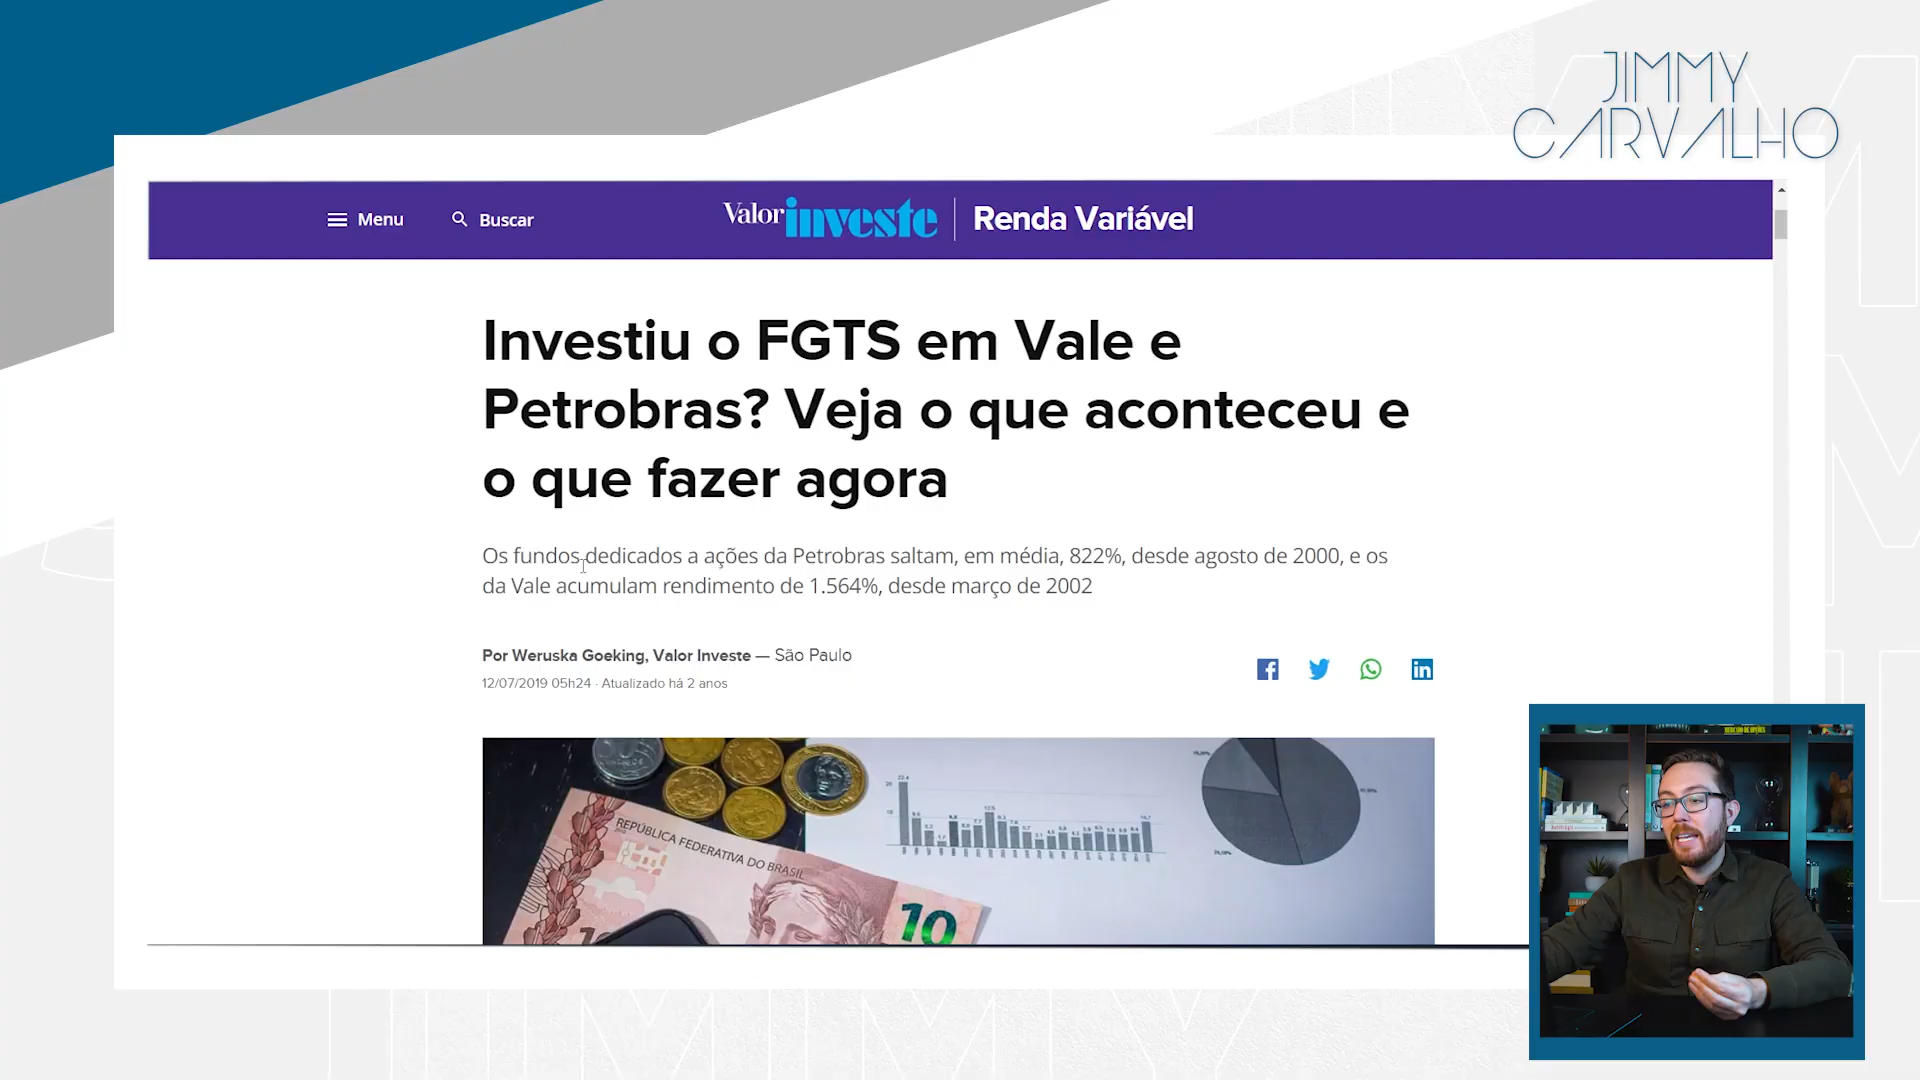 JIMMY
CARVALHO
Menu
Buscar
Valor investe
Renda Variável
Investiu o FGTS em Vale e
Petrobras? Veja o que aconteceu e
o que fazer agora
Os fundos dedicados a ações da Petrobras saltam, em média, 822%, desde agosto de 2000, e os
da Vale acumulam rendimento de 1.564%, desde março de 2002
Por Weruska Goeking, Valor Investe — São Paulo
12/07/2019 05h24 · Atualizado há 2 anos
REPÚBLICA FEDERATIVA DO BRASIL
10